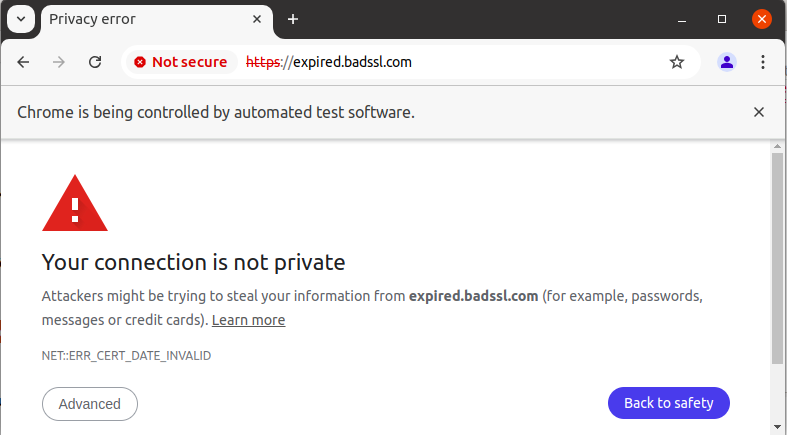 Privacy error
Not secure https://expired.badssl.com
Chrome is being controlled by automated test software.
Your connection is not private
Attackers might be trying to steal your information from expired.badssl.com (for example, passwords,
messages or credit cards). Learn more
NET::ERR_CERT_DATE_INVALID
Advanced Back to safety